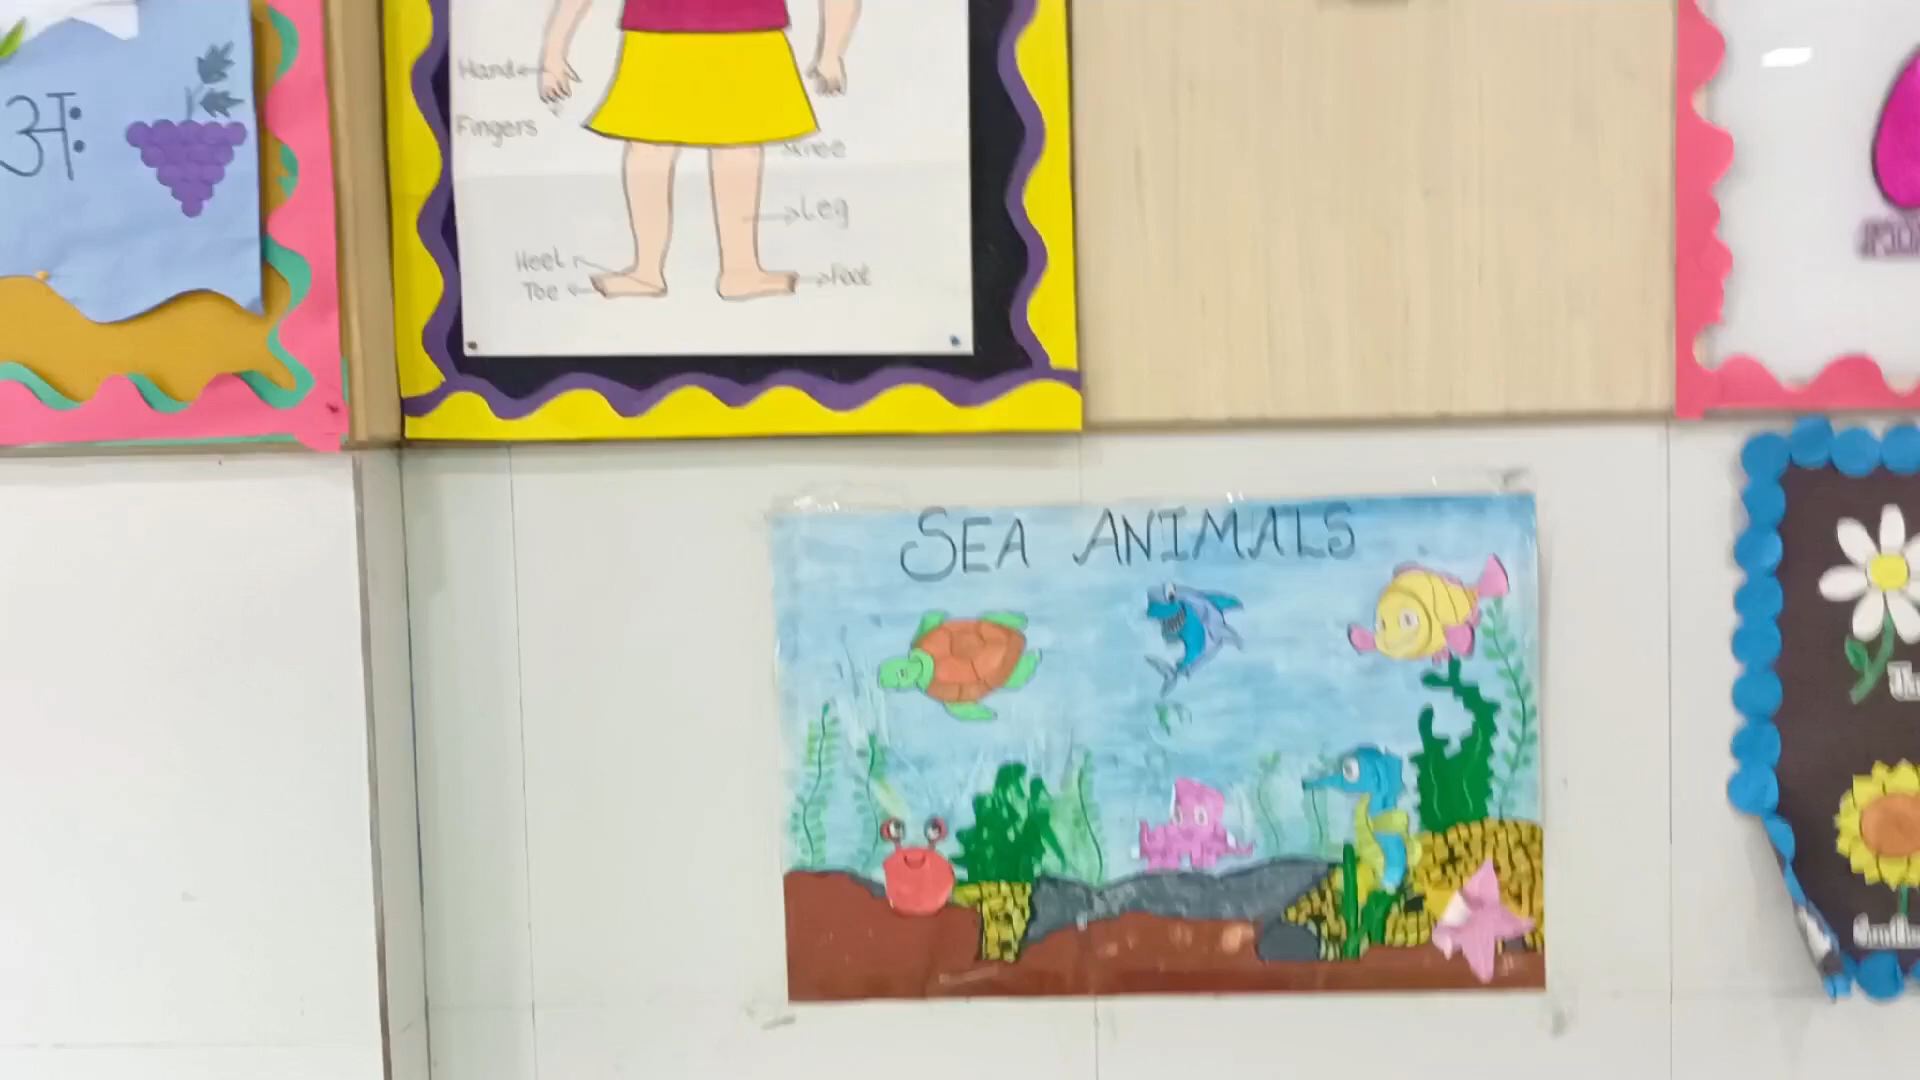 अः
Hand
Fingers
Knee
Leg
Heel
Toe
Foot
SEA ANIMALS